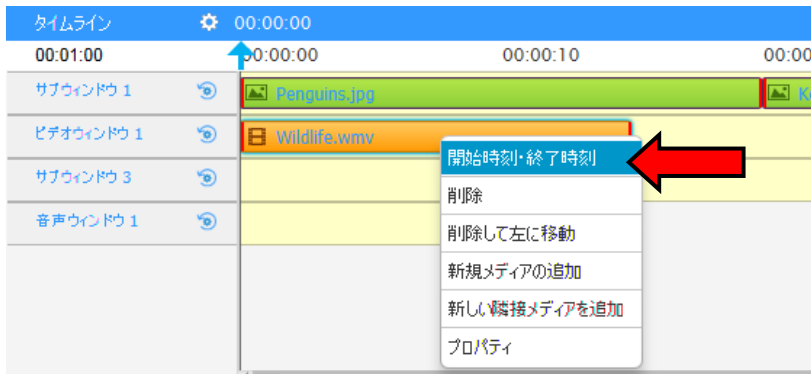 タイムライン 00:00:00
00:01:00 00:00:00 00:00:10 00:00
サブウィンドウ 1 Penguins.jpg K
ビデオウィンドウ 1 Wildlife.wmv
開始時刻・終了時刻
サブウィンドウ 3
削除
音声ウィンドウ 1
削除して左に移動
新規メディアの追加
新しい隣接メディアを追加
プロパティ